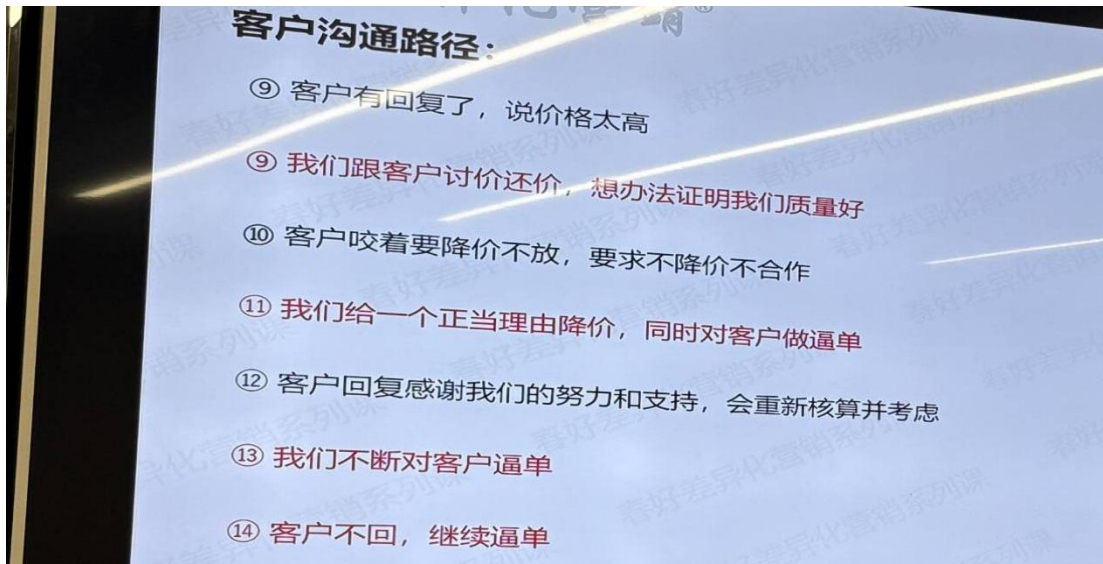 客户沟通路径：
⑨ 客户有回复了，说价格太高
⑨ 我们跟客户讨价还价，想办法证明我们质量好
⑩ 客户咬着要降价不放，要求不降价不合作
⑪ 我们给一个正当理由降价，同时对客户做逼单
⑫ 客户回复感谢我们的努力和支持，会重新核算并考虑
⑬ 我们不断对客户逼单
⑭ 客户不回，继续逼单